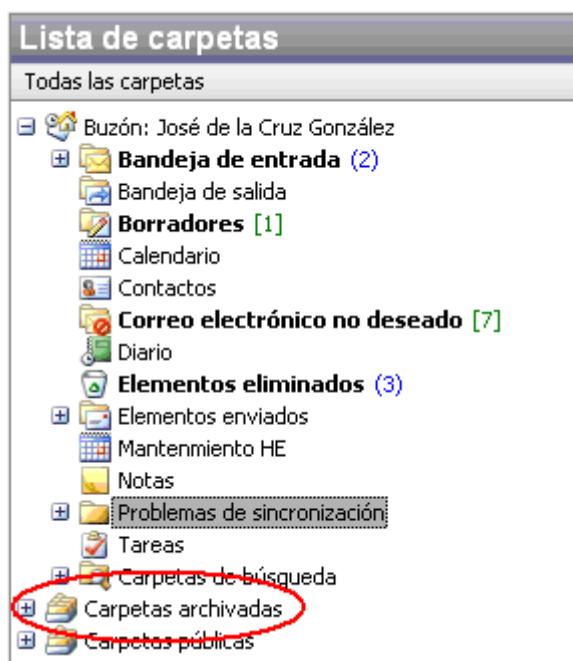 Lista de carpetas
Todas las carpetas
Buzón: José de la Cruz González
Bandeja de entrada (2)
Bandeja de salida
Borradores [1]
Calendario
Contactos
Correo electrónico no deseado [7]
Diario
Elementos eliminados (3)
Elementos enviados
Mantenmiento HE
Notas
Problemas de sincronización
Tareas
Carpetas de búsqueda
Carpetas archivadas
Carpetas públicas